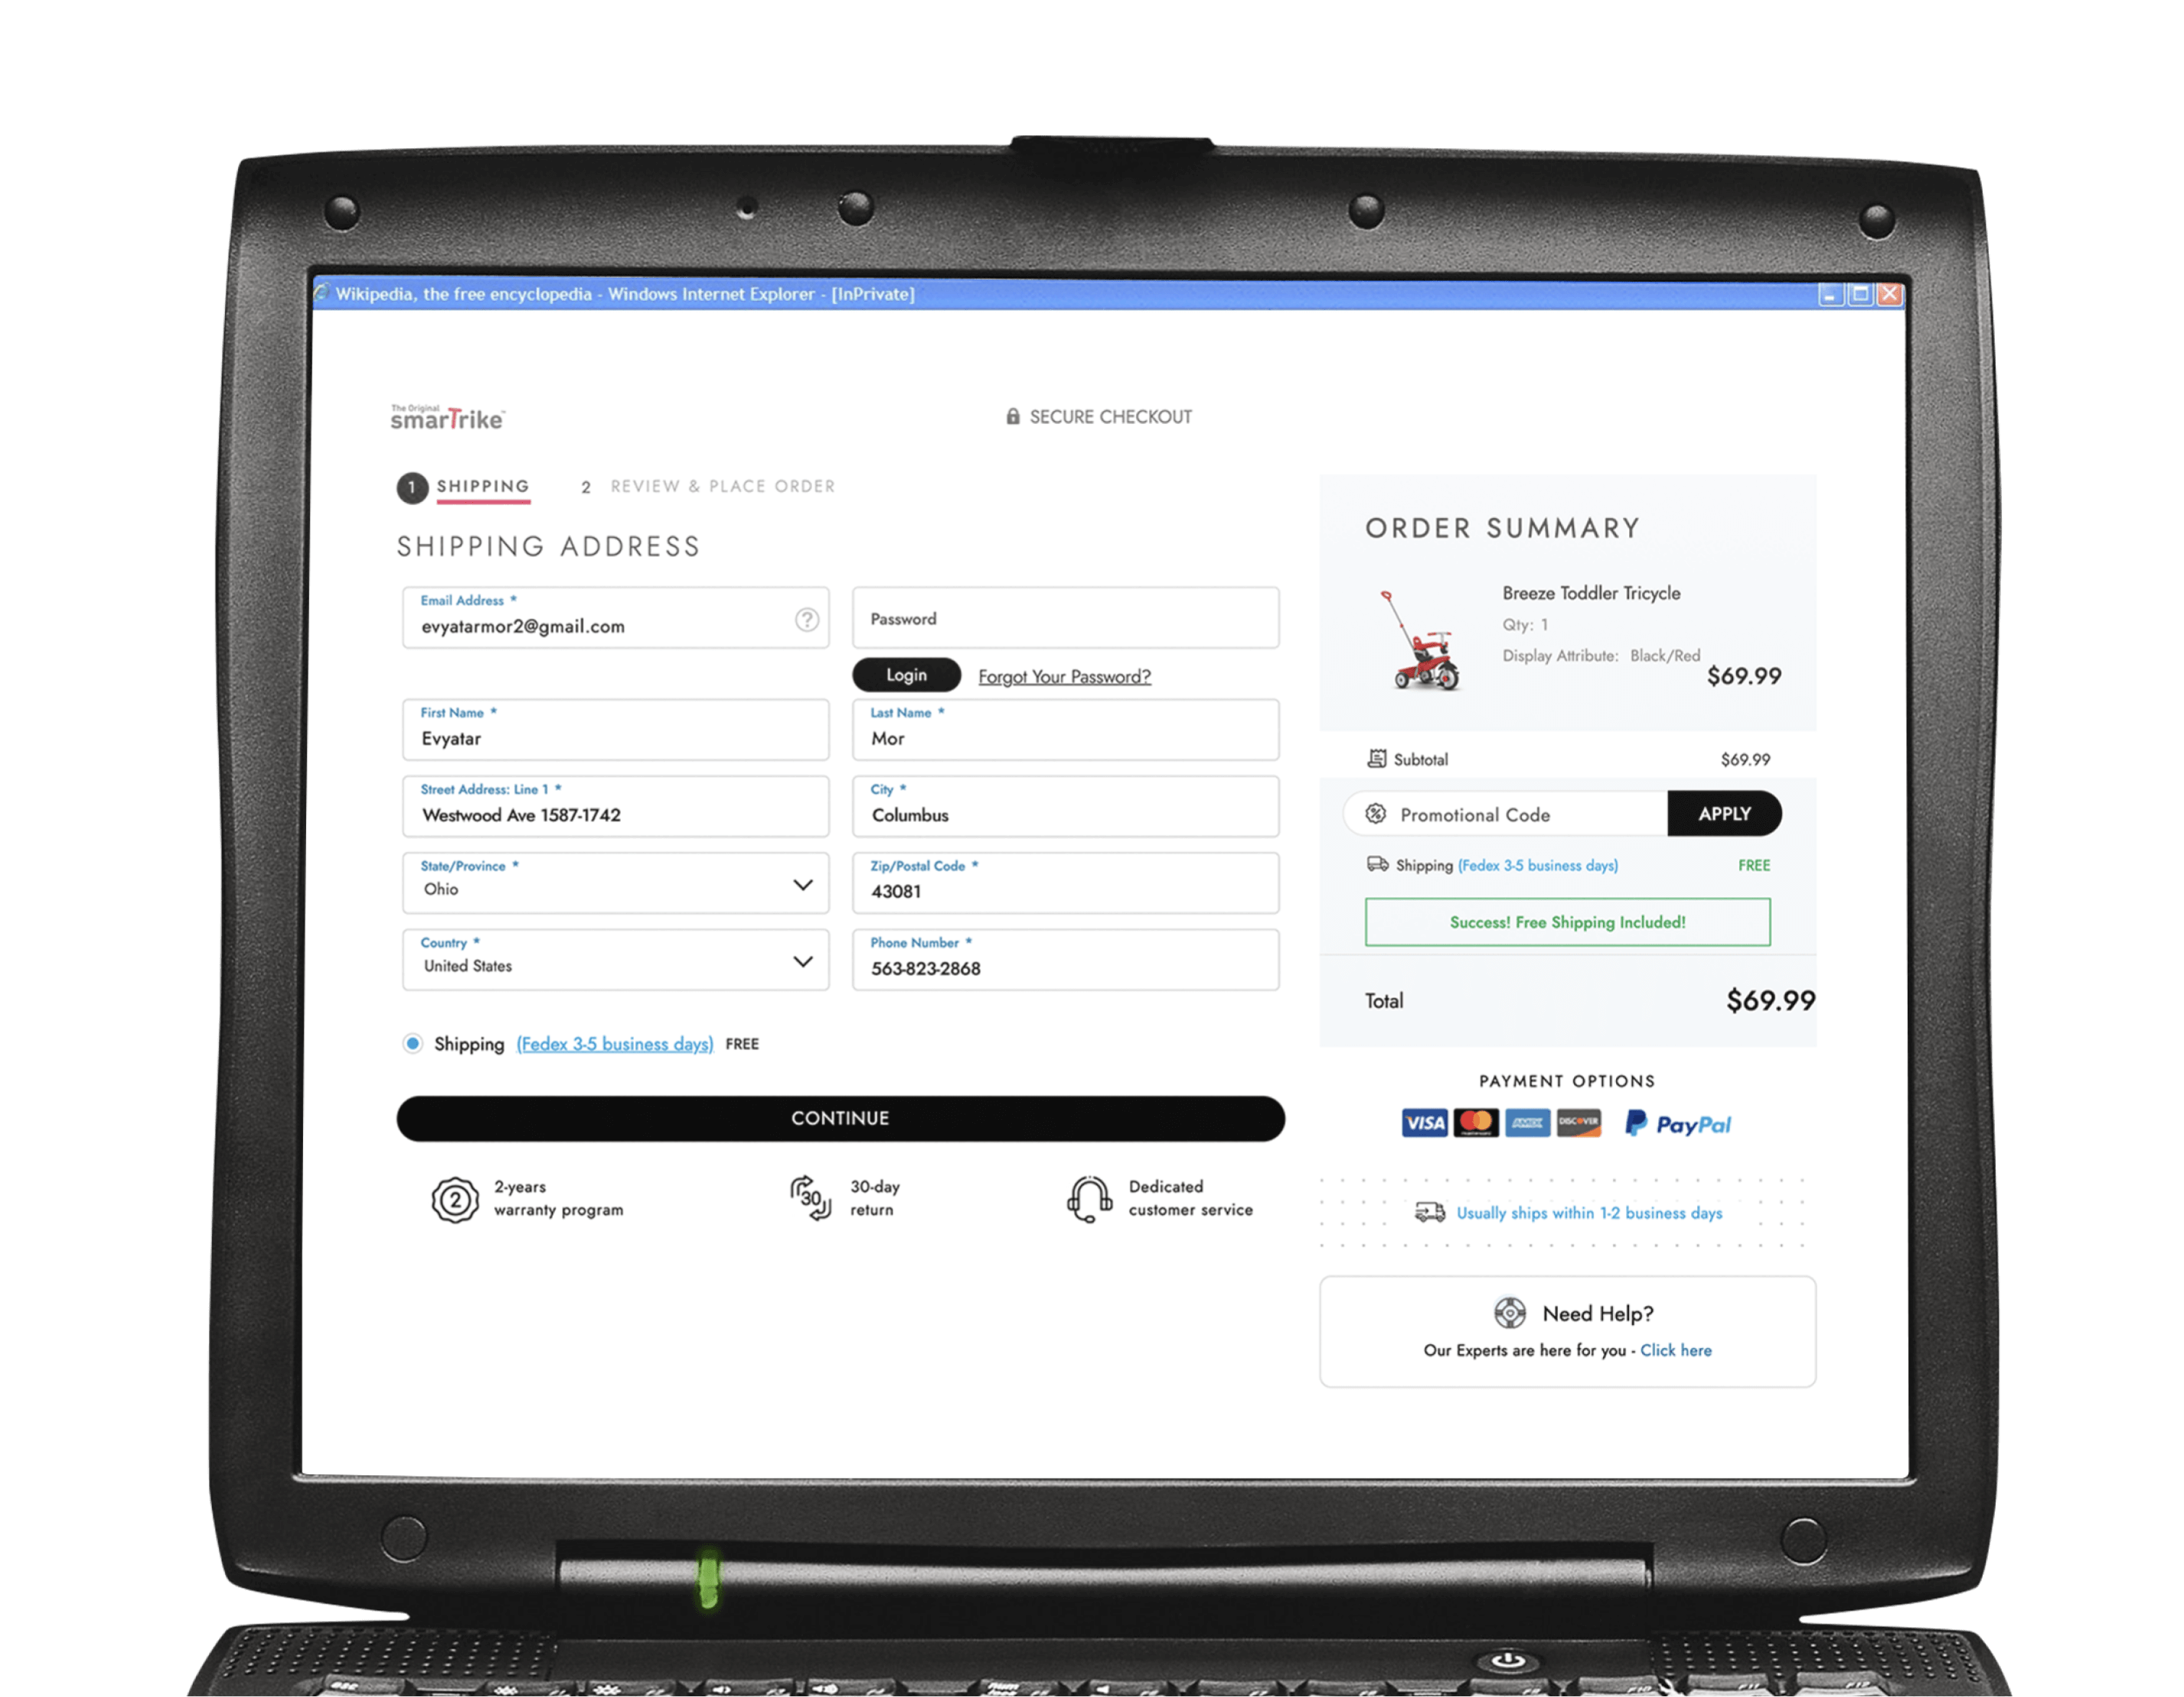 Wikipedia, the free encyclopedia - Windows Internet Explorer - [InPrivate]
The Original
smarTrike™
SECURE CHECKOUT
1 SHIPPING 2 REVIEW & PLACE ORDER
SHIPPING ADDRESS
Email Address *
evyatarmor2@gmail.com
?
Password
Login Forgot Your Password?
First Name *
Evyatar
Last Name *
Mor
Street Address: Line 1 *
Westwood Ave 1587-1742
City *
Columbus
State/Province *
Ohio
Zip/Postal Code *
43081
Country *
United States
Phone Number *
563-823-2868
Shipping (Fedex 3-5 business days) FREE
CONTINUE
2
2-years
warranty program
30
30-day
return
Dedicated
customer service
ORDER SUMMARY
Breeze Toddler Tricycle
Qty: 1
Display Attribute: Black/Red
$69.99
Subtotal $69.99
% Promotional Code APPLY
Shipping (Fedex 3-5 business days) FREE
Success! Free Shipping Included!
Total $69.99
PAYMENT OPTIONS
VISA mastercard DISCOVER PayPal
Usually ships within 1-2 business days
Need Help?
Our Experts are here for you - Click here